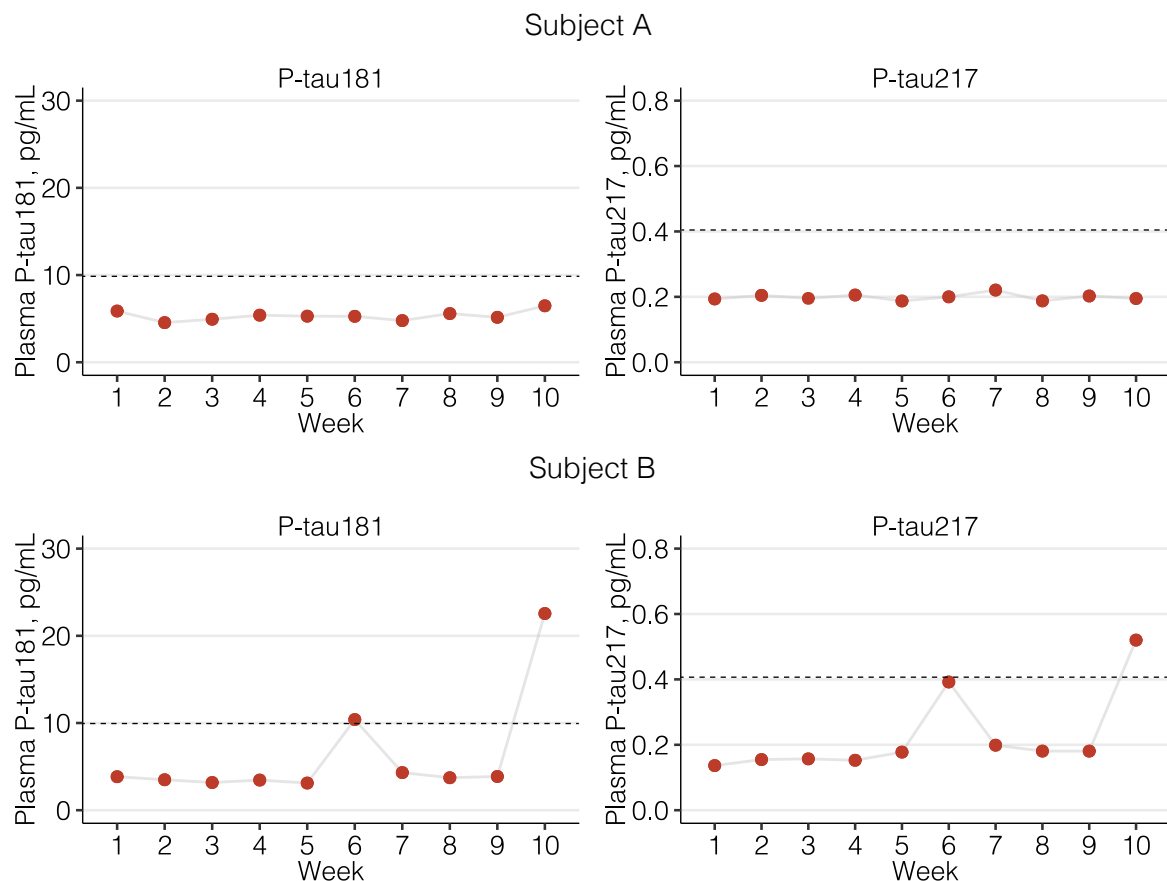 Subject A
P-tau181
P-tau217
Plasma P-tau181, pg/mL
30
20
10
0
1 2 3 4 5 6 7 8 9 10
Week
Plasma P-tau217, pg/mL
0.8
0.6
0.4
0.2
0.0
1 2 3 4 5 6 7 8 9 10
Week
Subject B
P-tau181
P-tau217
Plasma P-tau181, pg/mL
30
20
10
0
1 2 3 4 5 6 7 8 9 10
Week
Plasma P-tau217, pg/mL
0.8
0.6
0.4
0.2
0.0
1 2 3 4 5 6 7 8 9 10
Week